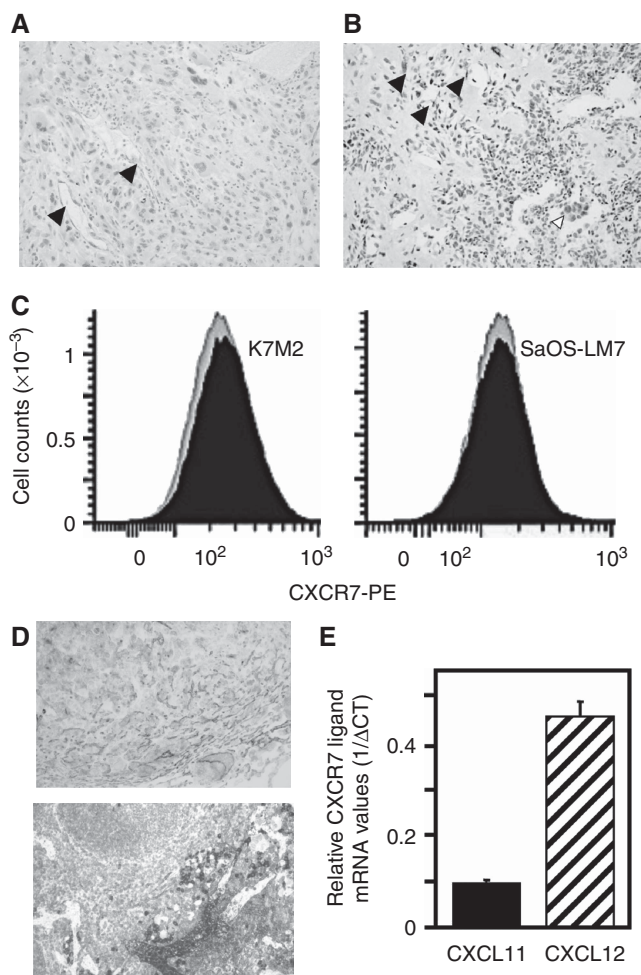 A
B
C
Cell counts (×10−3)
1
0.5
0
K7M2
SaOS-LM7
0 10² 10³
0 10² 10³
CXCR7-PE
D
E
Relative CXCR7 ligand
mRNA values (1/ΔCT)
0.4
0.2
0
CXCL11 CXCL12